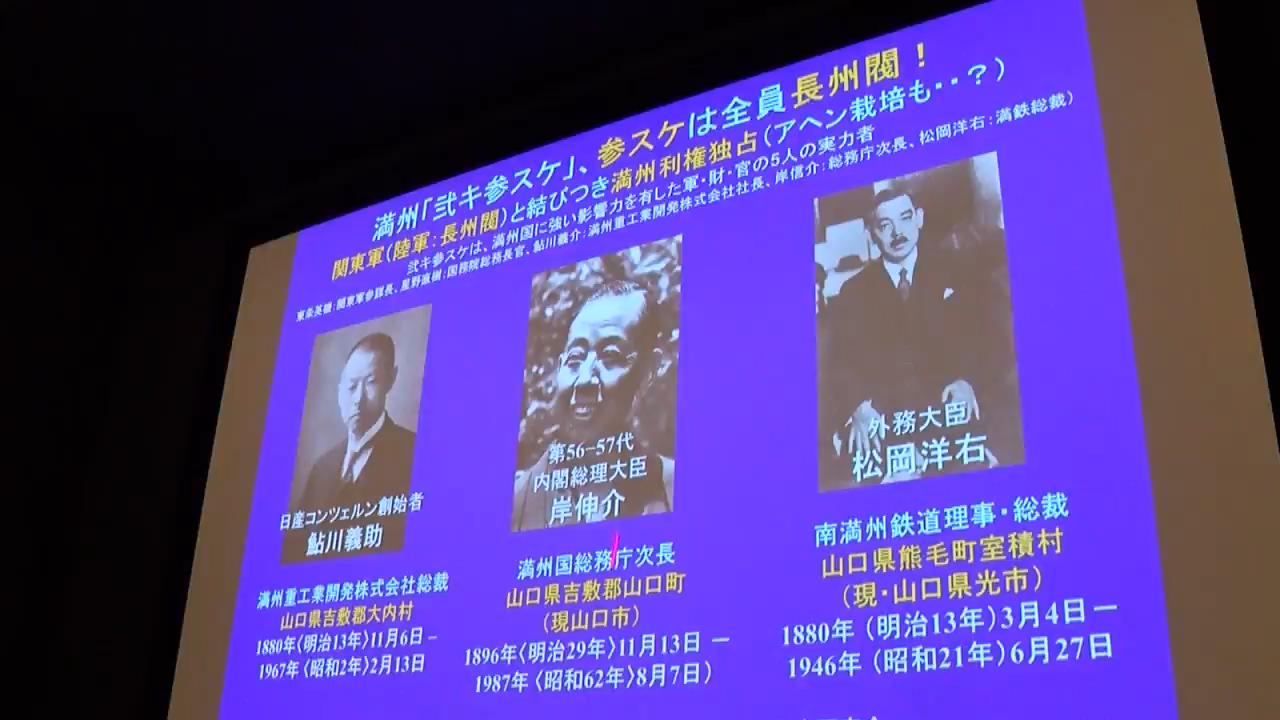 満州「弐キ参スケ」、参スケは全員長州閥！
関東軍（陸軍：長州閥）と結びつき満州利権独占（アヘン栽培も・・？）
弐キ参スケは、満州国に強い影響力を有した軍・財・官の5人の実力者
東条英機：関東軍参謀長、星野直樹：国務院総務長官、鮎川義介：満州重工業開発株式会社社長、岸信介：総務庁次長、松岡洋右：満鉄総裁）
日産コンツェルン創始者
鮎川義助
満州重工業開発株式会社総裁
山口県吉敷郡大内村
1880年〈明治13年〉11月6日 –
1967年（昭和2年）2月13日
第56−57代
内閣総理大臣
岸伸介
満州国総務庁次長
山口県吉敷郡山口町
（現山口市）
1896年〈明治29年〉11月13日 ―
1987年〈昭和62年〉8月7日）
外務大臣
松岡洋右
南満州鉄道理事・総裁
山口県熊毛町室積村
（現・山口県光市）
1880年（明治13年）3月4日 ―
1946年（昭和21年）6月27日